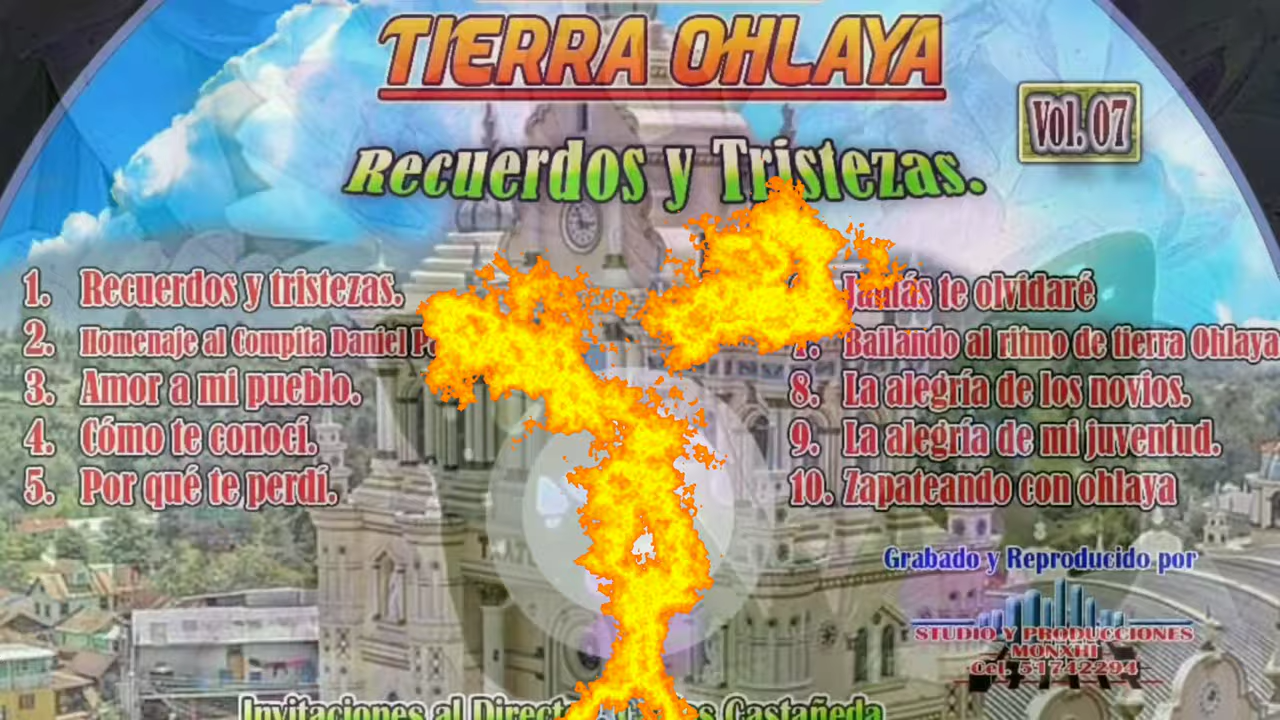 TIERRA OHLAYA
Vol. 07
Recuerdos y Tristezas.
1. Recuerdos y tristezas.
2. Homenaje al Compita Daniel
3. Amor a mi pueblo.
4. Cómo te conocí.
5. Por qué te perdí.
Jamás te olvidaré
7. Bailando al ritmo de tierra Ohlaya
8. La alegría de los novios.
9. La alegría de mi juventud.
10. Zapateando con ohlaya
Grabado y Reproducido por
STUDIO Y PRODUCCIONES
MONXHI
Cel. 51742294
Invitaciones al Castañeda